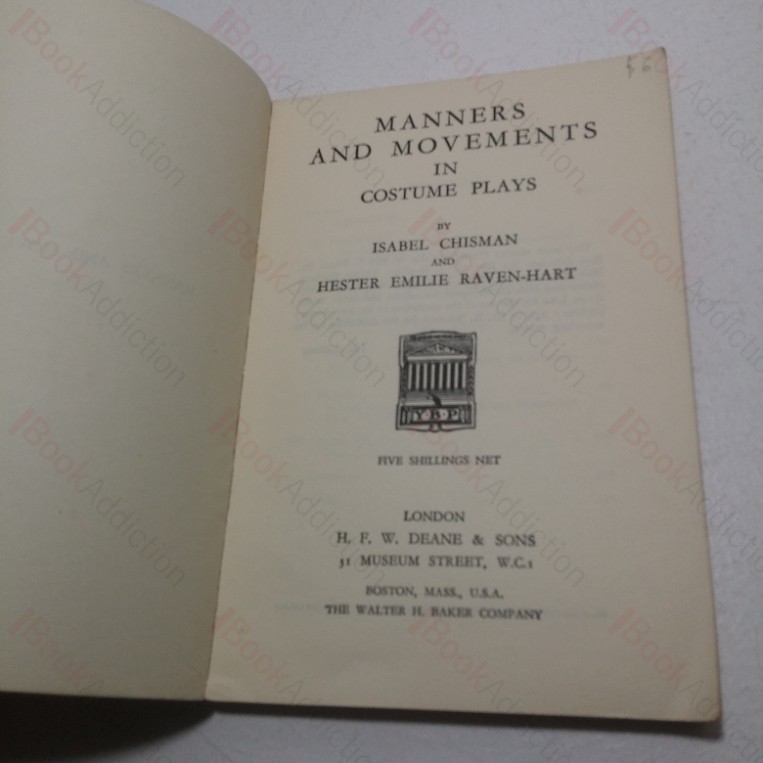 MANNERS
AND MOVEMENTS
IN
COSTUME PLAYS
BY
ISABEL CHISMAN
AND
HESTER EMILIE RAVEN-HART
Y·B·P
FIVE SHILLINGS NET
LONDON
H. F. W. DEANE & SONS
31 MUSEUM STREET, W.C.1
BOSTON, MASS., U.S.A.
THE WALTER H. BAKER COMPANY
BookAddiction